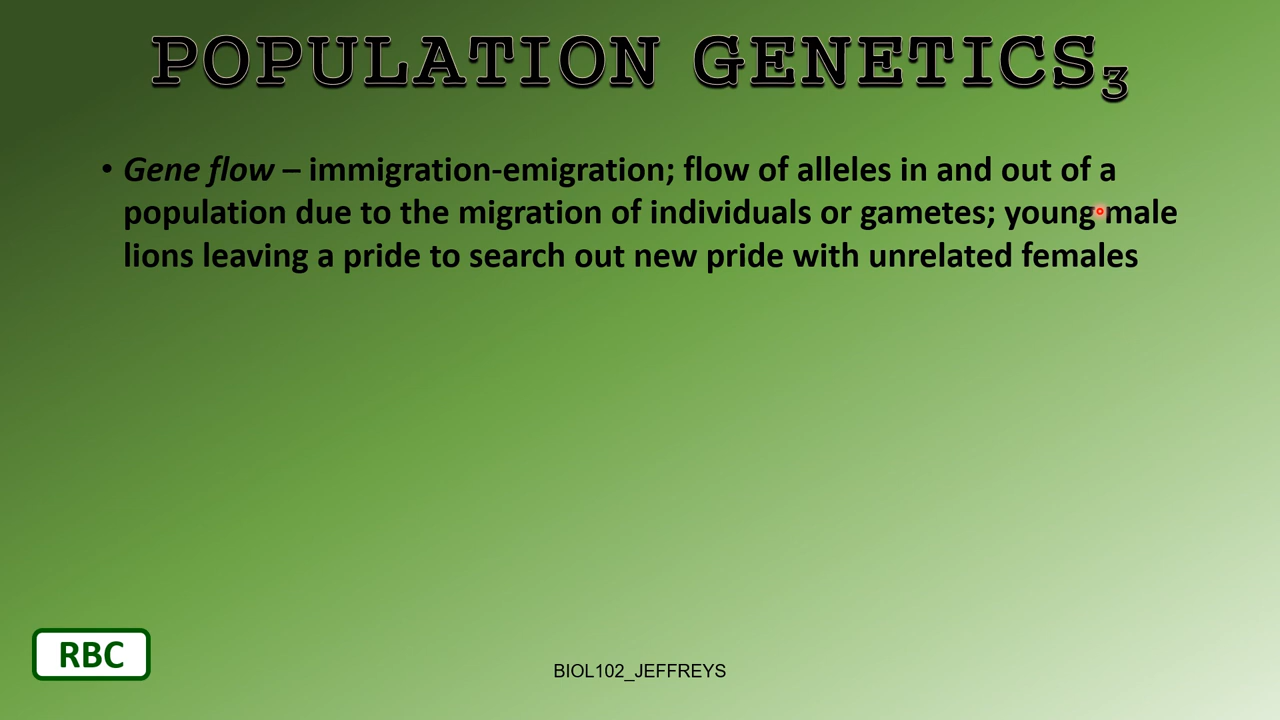 POPULATION GENETICS₃
• Gene flow – immigration-emigration; flow of alleles in and out of a
population due to the migration of individuals or gametes; young male
lions leaving a pride to search out new pride with unrelated females
RBC
BIOL102_JEFFREYS